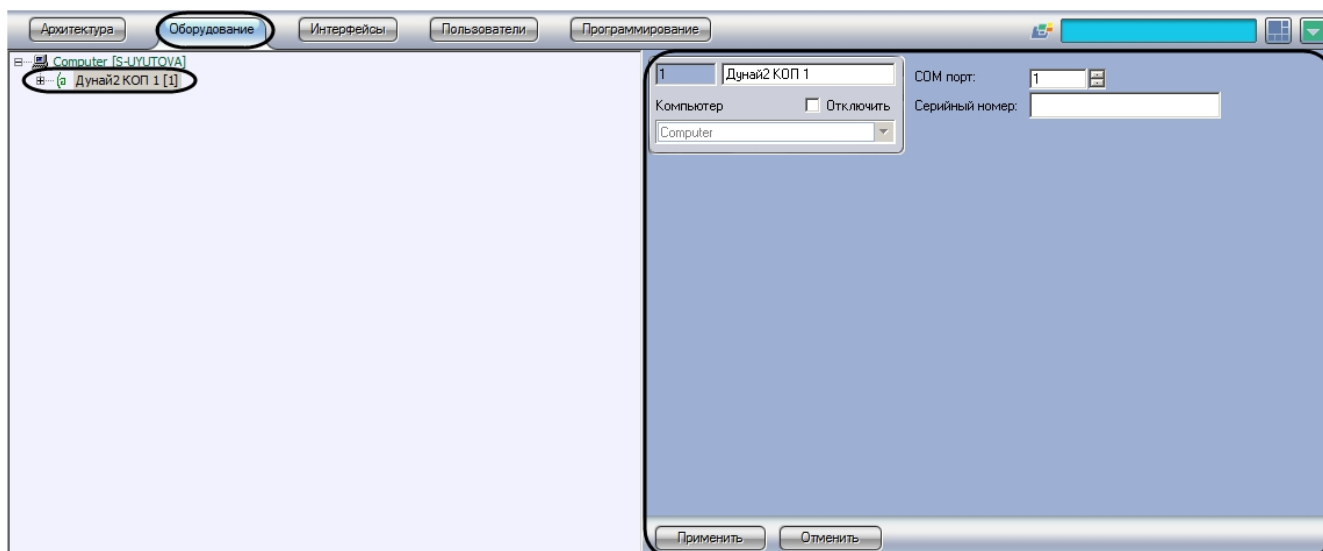 Архитектура Оборудование Интерфейсы Пользователи Программирование
Computer [S-UYUTOVA]
Дунай2 КОП 1 [1]
1 Дунай2 КОП 1
Компьютер Отключить
Computer
COM порт: 1
Серийный номер:
Применить Отменить